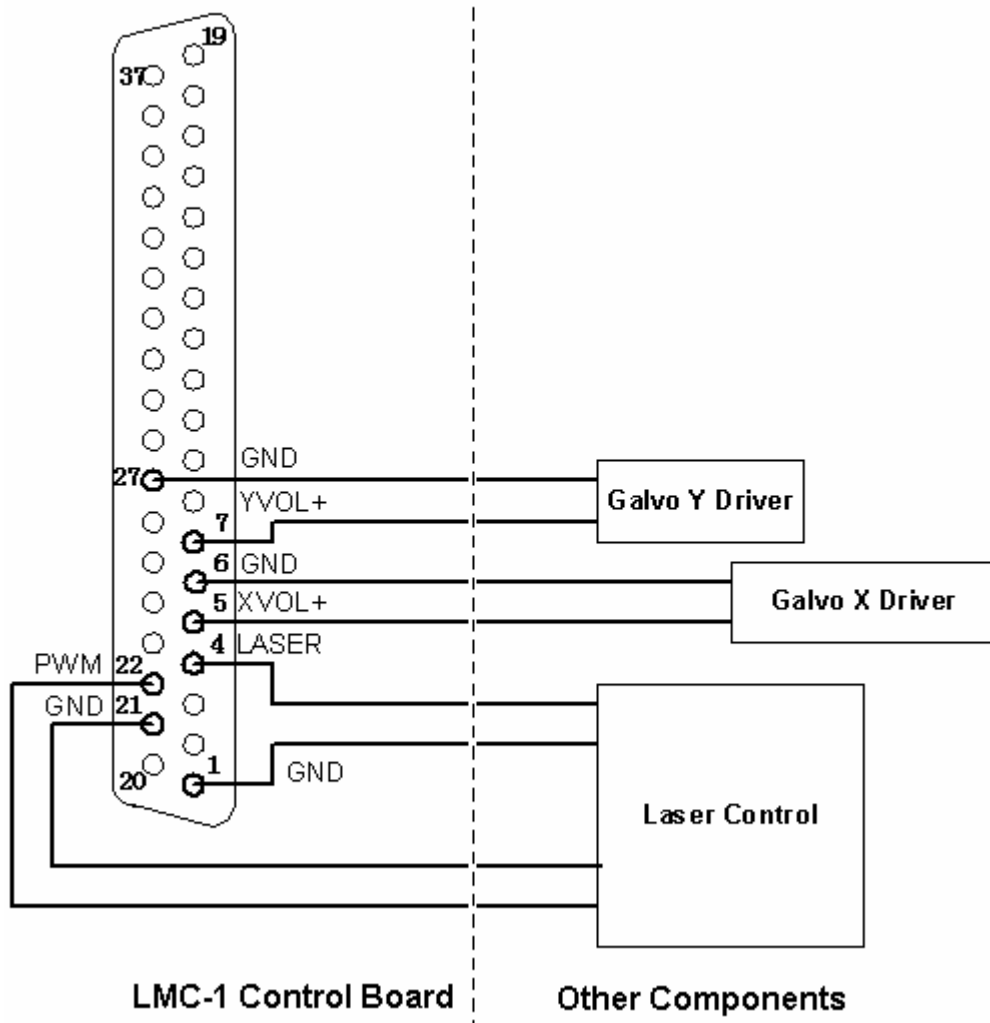 19
37
GND
27
YVOL+
Galvo Y Driver
7
6 GND
5 XVOL+
Galvo X Driver
4 LASER
PWM 22
GND 21
1
GND
20
Laser Control
LMC-1 Control Board
Other Components